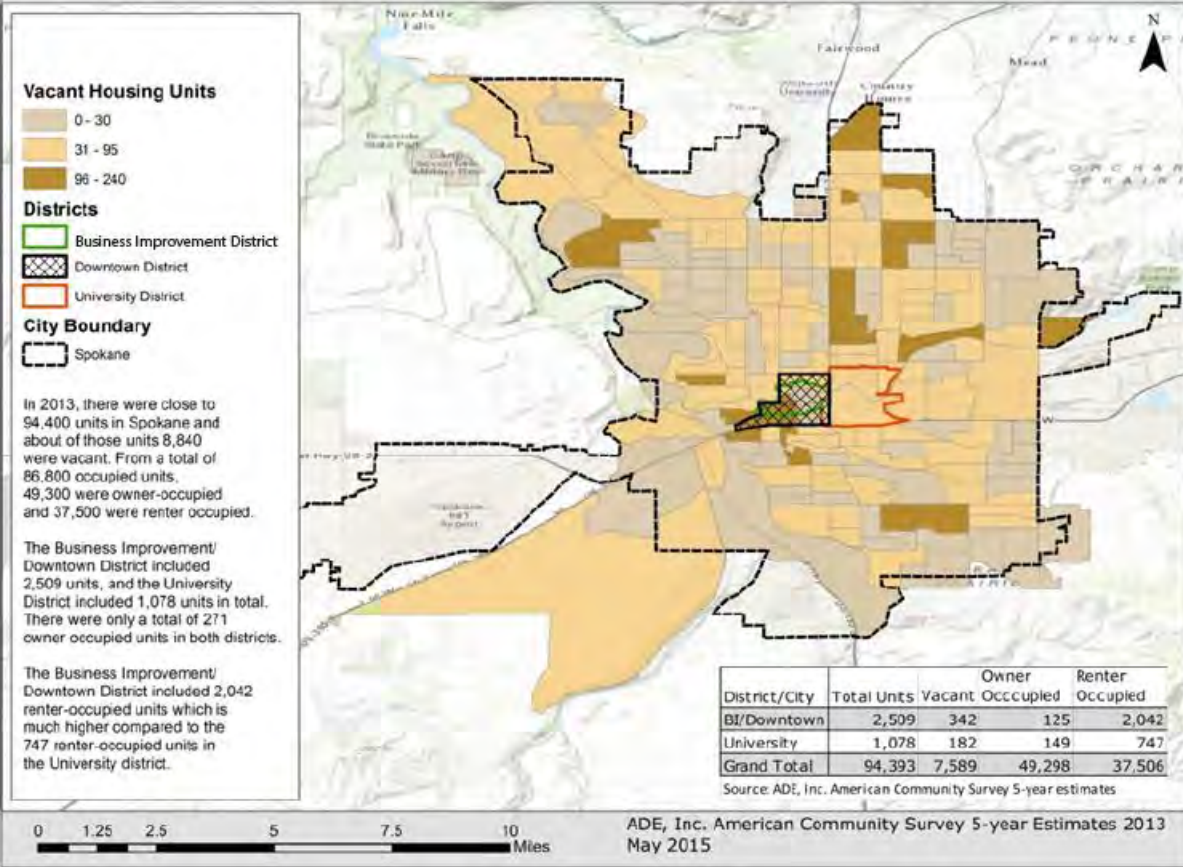 Vacant Housing Units
0 - 30
31 - 95
96 - 240
Districts
Business Improvement District
Downtown District
University District
City Boundary
Spokane
In 2013, there were close to
94,400 units in Spokane and
about of those units 8,840
were vacant. From a total of
86,800 occupied units,
49,300 were owner-occupied
and 37,500 were renter occupied.
The Business Improvement/
Downtown District included
2,509 units, and the University
District included 1,078 units in total.
There were only a total of 271
owner occupied units in both districts.
The Business Improvement/
Downtown District included 2,042
renter-occupied units which is
much higher compared to the
747 renter-occupied units in
the University district.
Nine Mile
Falls
Fairwood
Mead
Country
Homes
University
Riverside
State Park
ORCHARD
PRAIRIE
Airport
N
District/City Total Units Vacant Owner Occcupied Renter Occupied
BI/Downtown 2,509 342 125 2,042
University 1,078 182 149 747
Grand Total 94,393 7,589 49,298 37,506
Source: ADE, Inc. American Community Survey 5-year estimates
0 1.25 2.5 5 7.5 10
Miles
ADE, Inc. American Community Survey 5-year Estimates 2013
May 2015